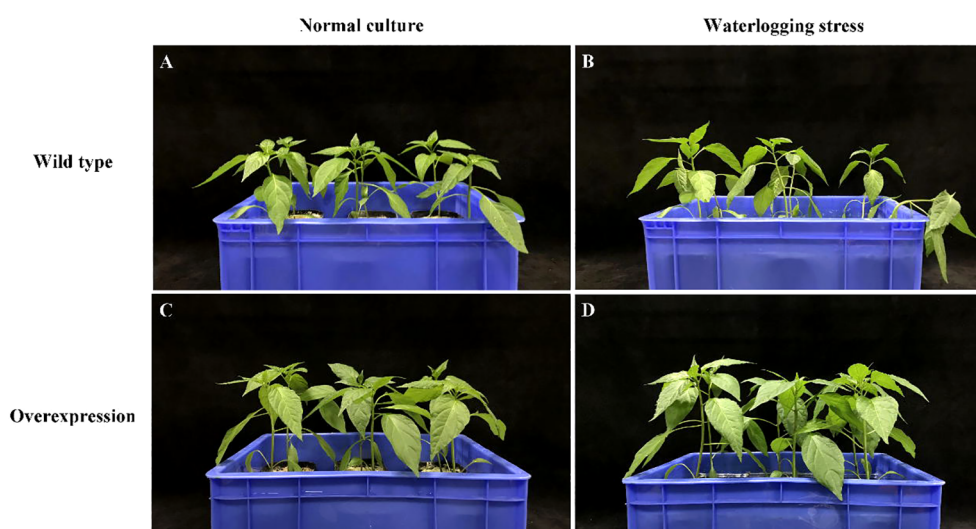 Normal culture
Waterlogging stress
Wild type
A
B
Overexpression
C
D